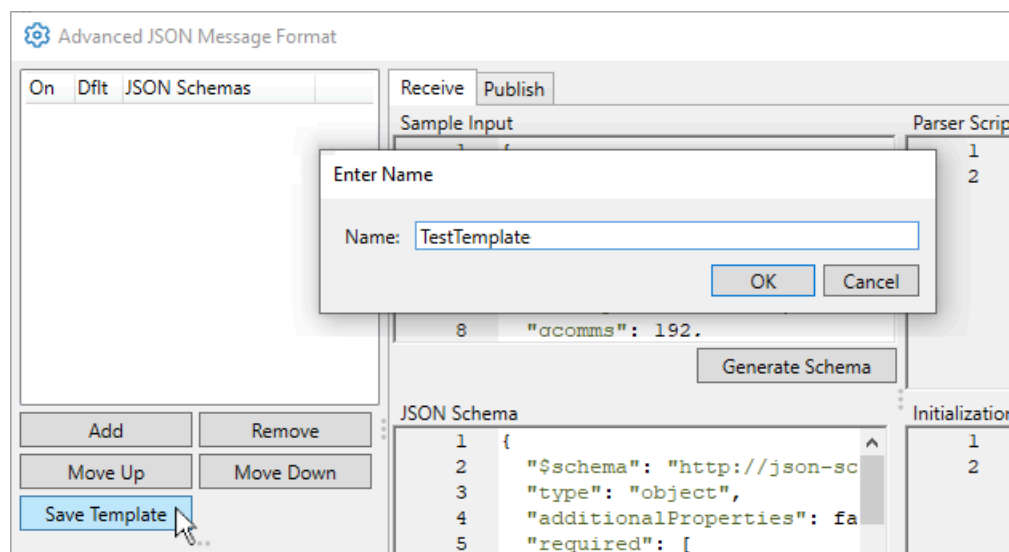 Advanced JSON Message Format
On Dflt JSON Schemas
Receive Publish
Sample Input
1 {
Parser Scrip
1
2
Enter Name
Name: TestTemplate
OK Cancel
8 "qcomms": 192.
Generate Schema
Add Remove
Move Up Move Down
Save Template
JSON Schema
1 {
2 "$schema": "http://json-sc
3 "type": "object",
4 "additionalProperties": fa
5 "required": [
Initialization
1
2